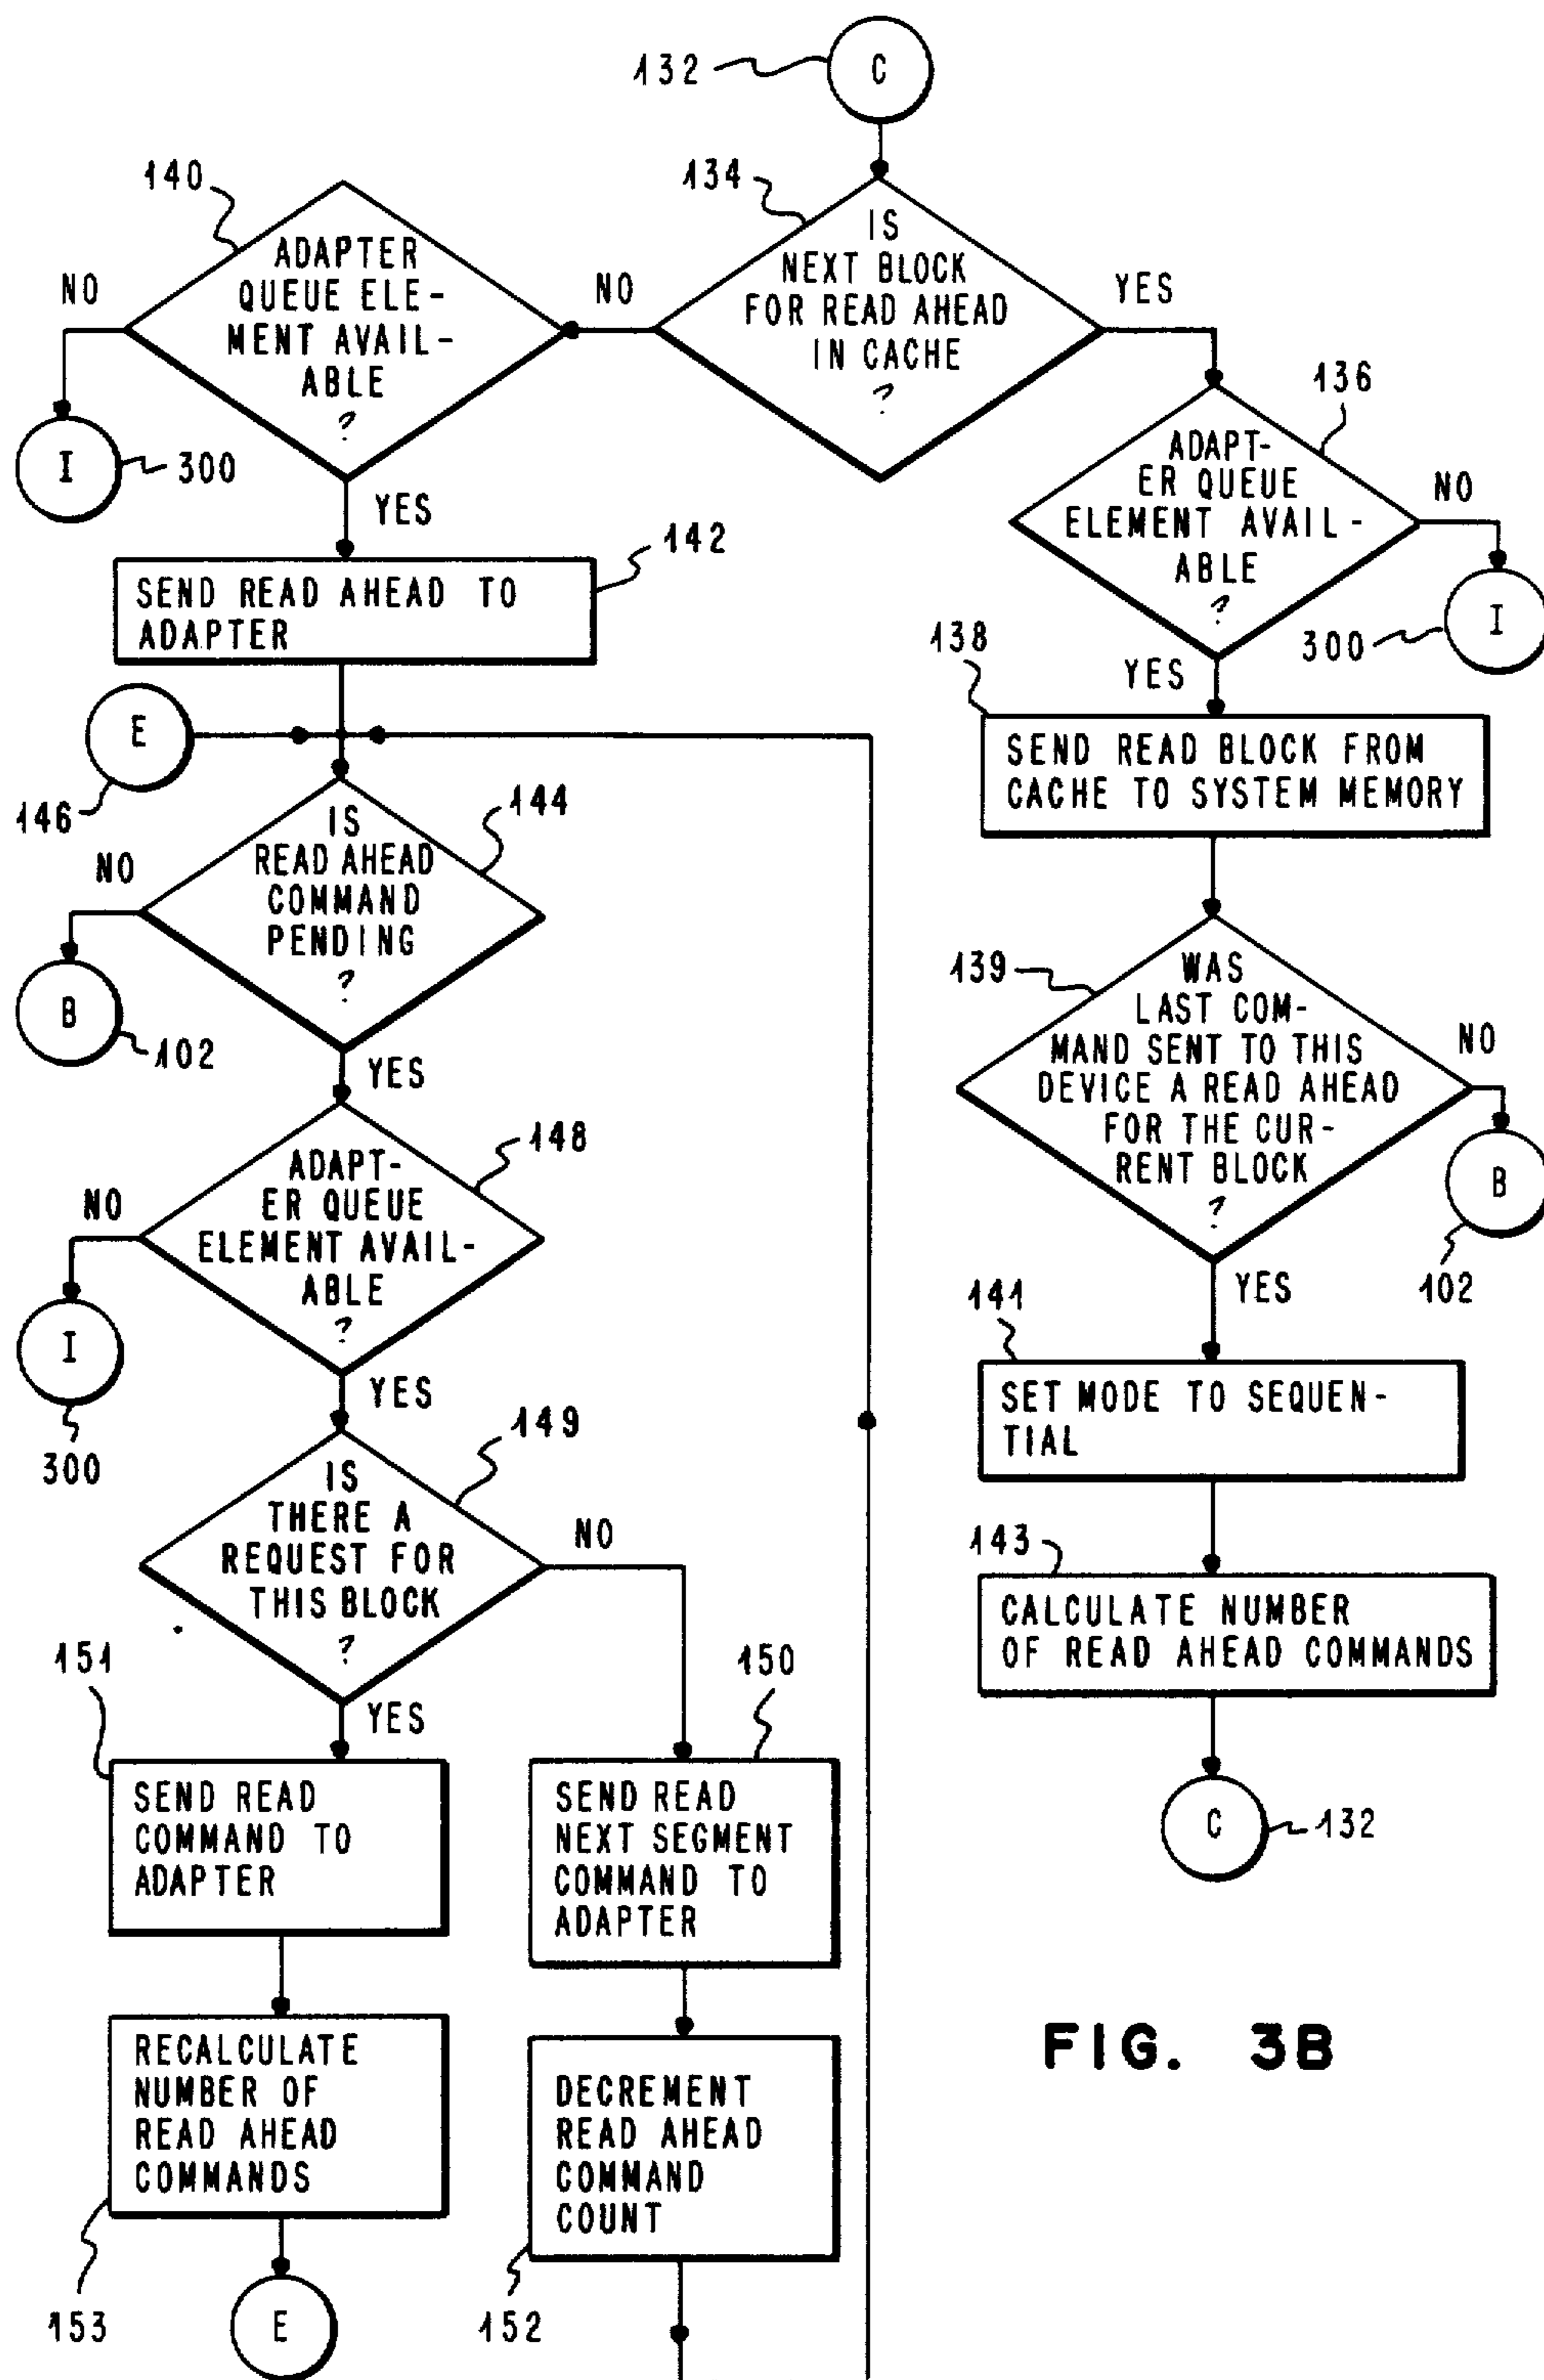 132
C
140
134
ADAPTER
QUEUE ELE-
MENT AVAIL-
ABLE
?
NO
NO
IS
NEXT BLOCK
FOR READ AHEAD
IN CACHE
?
YES
136
I
300
YES
ADAPT-
ER QUEUE
ELEMENT AVAIL-
ABLE
?
NO
I
300
142
SEND READ AHEAD TO
ADAPTER
138
YES
SEND READ BLOCK FROM
CACHE TO SYSTEM MEMORY
E
146
144
IS
READ AHEAD
COMMAND
PENDING
?
NO
B
102
YES
139
WAS
LAST COM-
MAND SENT TO THIS
DEVICE A READ AHEAD
FOR THE CUR-
RENT BLOCK
?
NO
B
102
YES
148
ADAPT-
ER QUEUE
ELEMENT AVAIL-
ABLE
?
NO
I
300
YES
141
SET MODE TO SEQUEN-
TIAL
149
IS
THERE A
REQUEST FOR
THIS BLOCK
?
NO
YES
143
CALCULATE NUMBER
OF READ AHEAD COMMANDS
C
132
151
SEND READ
COMMAND TO
ADAPTER
150
SEND READ
NEXT SEGMENT
COMMAND TO
ADAPTER
RECALCULATE
NUMBER OF
READ AHEAD
COMMANDS
153
E
DECREMENT
READ AHEAD
COMMAND
COUNT
152
FIG. 3B